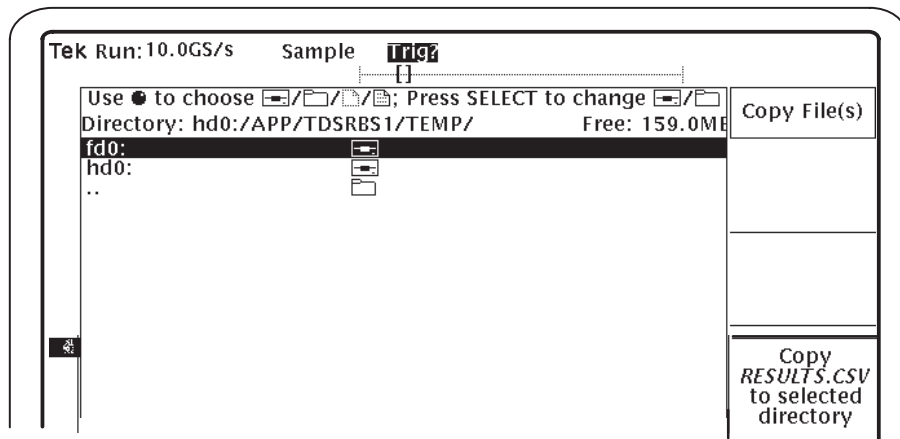 Tek Run: 10.0GS/s Sample Trig?
[]
Use to choose / / / ; Press SELECT to change /
Directory: hd0:/APP/TDSRBS1/TEMP/ Free: 159.0ME
fd0:
hd0:
..
Copy File(s)
Copy
RESULTS.CSV
to selected
directory